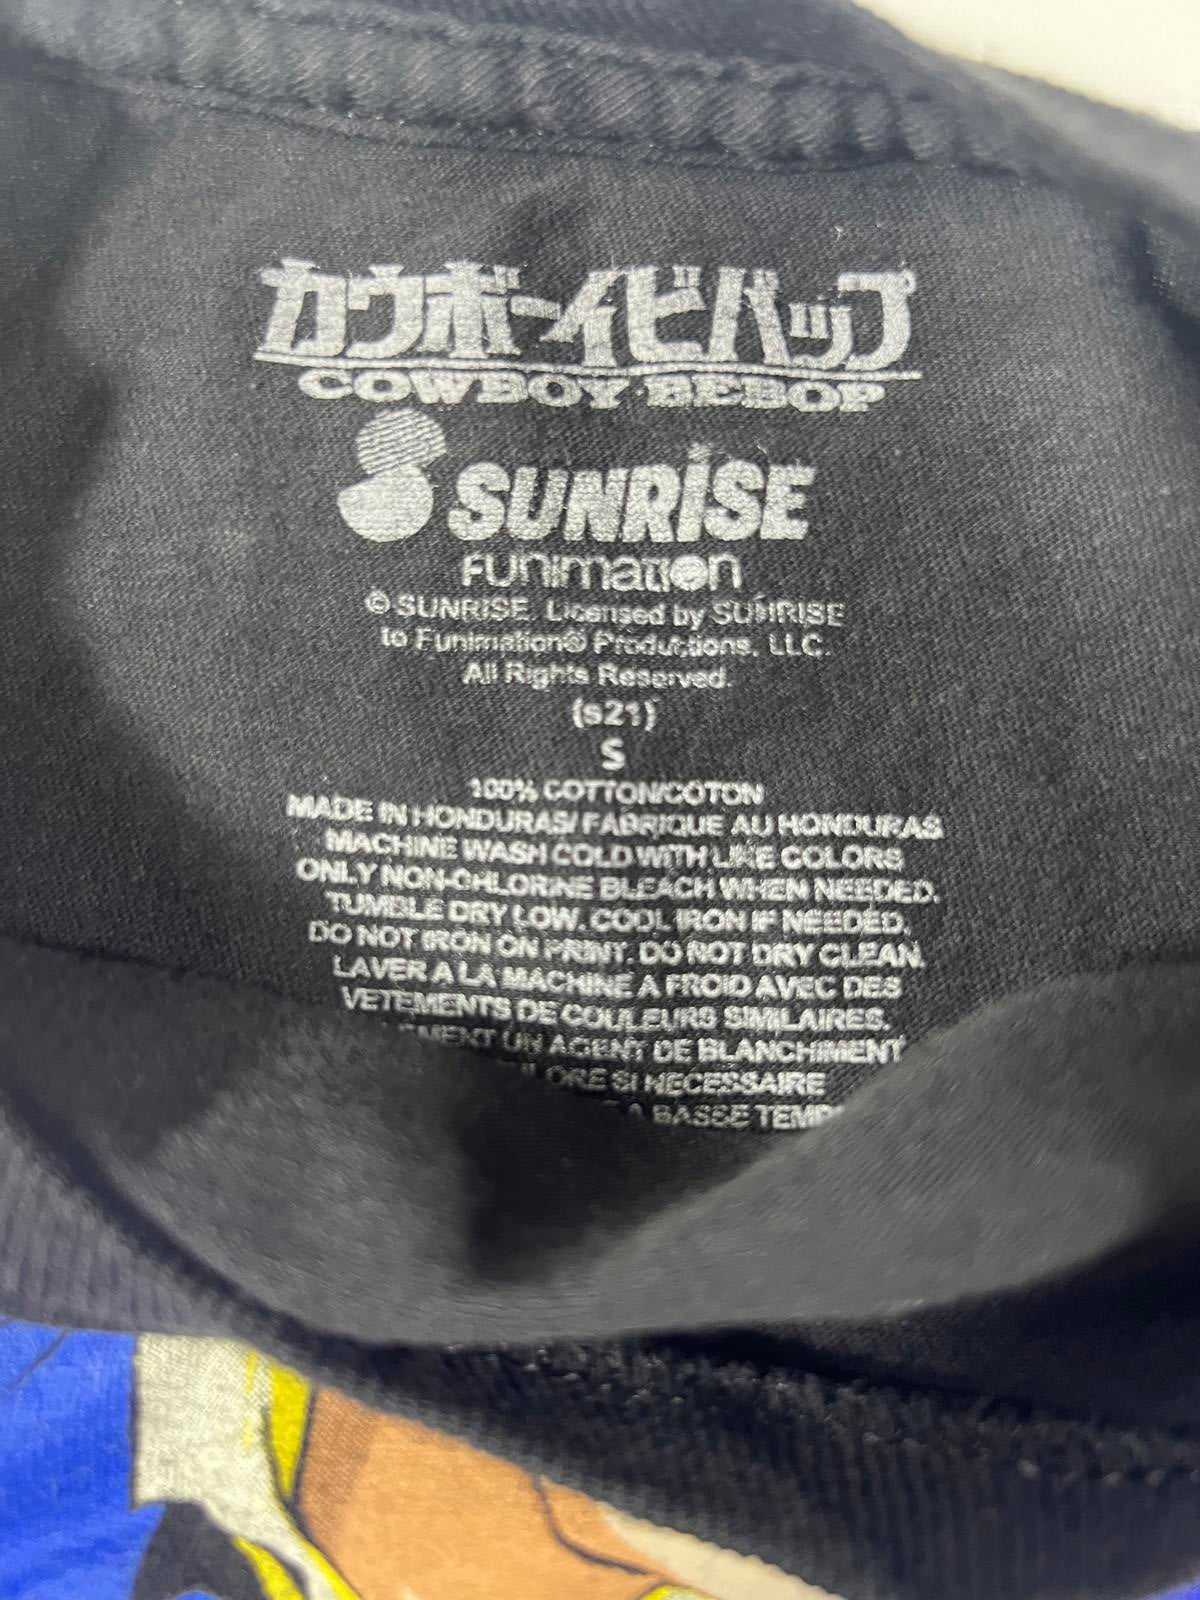 カウボーイビバップ
COWBOY BEBOP
SUNRISE
FUNimation
© SUNRISE. Licensed by SUNRISE
to Funimation® Productions, LLC.
All Rights Reserved.
(s21)
S
100% COTTON/COTON
MADE IN HONDURAS/ FABRIQUE AU HONDURAS
MACHINE WASH COLD WITH LIKE COLORS
ONLY NON-CHLORINE BLEACH WHEN NEEDED.
TUMBLE DRY LOW. COOL IRON IF NEEDED.
DO NOT IRON ON PRINT. DO NOT DRY CLEAN.
LAVER A LA MACHINE A FROID AVEC DES
VETEMENTS DE COULEURS SIMILAIRES.
UN AGENT DE BLANCHIMENT
SI NECESSAIRE
A BASSE